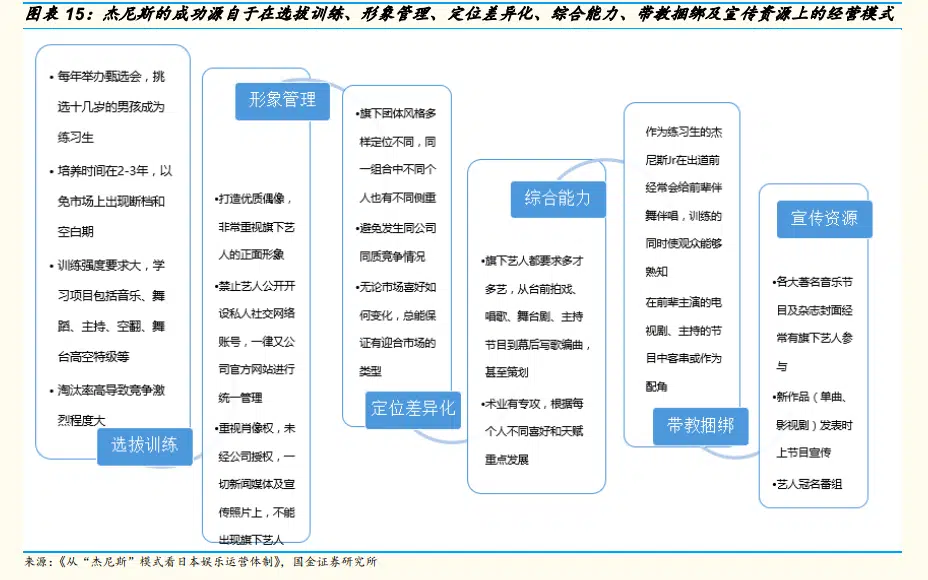 图表 15：杰尼斯的成功源自于在选拔训练、形象管理、定位差异化、综合能力、带教捆绑及宣传资源上的经营模式
•每年举办甄选会，挑
选十几岁的男孩成为
练习生
•培养时间在2-3年，以
免市场上出现断档和
空白期
•训练强度要求大，学
习项目包括音乐、舞
蹈、主持、空翻、舞
台高空特级等
•淘汰率高导致竞争激
烈程度大
选拔训练
形象管理
•打造优质偶像，
非常重视旗下艺
人的正面形象
•禁止艺人公开开
设私人社交网络
账号，一律又公
司官方网站进行
统一管理
•重视肖像权，未
经公司授权，一
切新闻媒体及宣
传照片上，不能
出现旗下艺人
•旗下团体风格多
样定位不同，同
一组合中不同个
人也有不同侧重
•避免发生同公司
同质竞争情况
•无论市场喜好如
何变化，总能保
证有迎合市场的
类型
定位差异化
综合能力
•旗下艺人都要求多才
多艺，从台前拍戏、
唱歌、舞台剧、主持
节目到幕后写歌编曲，
甚至策划
•术业有专攻，根据每
个人不同喜好和天赋
重点发展
作为练习生的杰
尼斯Jr在出道前
经常会给前辈伴
舞伴唱，训练的
同时使观众能够
熟知
在前辈主演的电
视剧、主持的节
目中客串或作为
配角
带教捆绑
宣传资源
•各大著名音乐节
目及杂志封面经
常有旗下艺人参
与
•新作品（单曲、
影视剧）发表时
上节目宣传
•艺人冠名番组
来源：《从“杰尼斯”模式看日本娱乐运营体制》，国金证券研究所